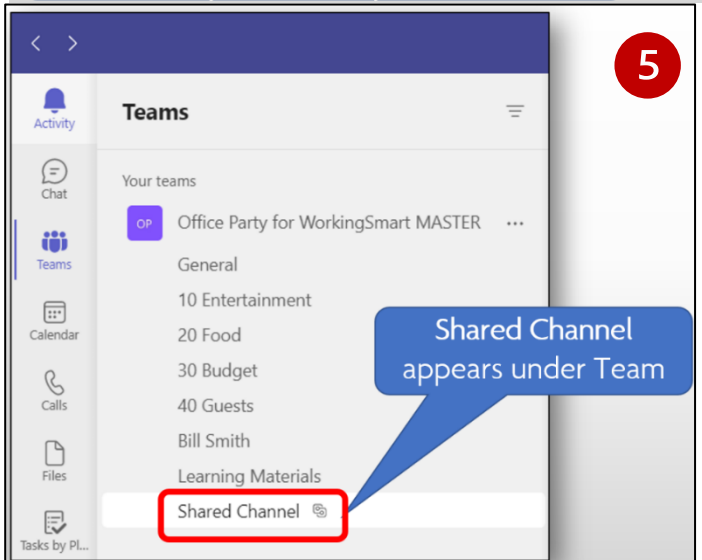 5
Activity
Chat
Teams
Calendar
Calls
Files
Tasks by Pl...
Teams
Your teams
OP Office Party for WorkingSmart MASTER ...
General
10 Entertainment
20 Food
30 Budget
40 Guests
Bill Smith
Learning Materials
Shared Channel
Shared Channel
appears under Team